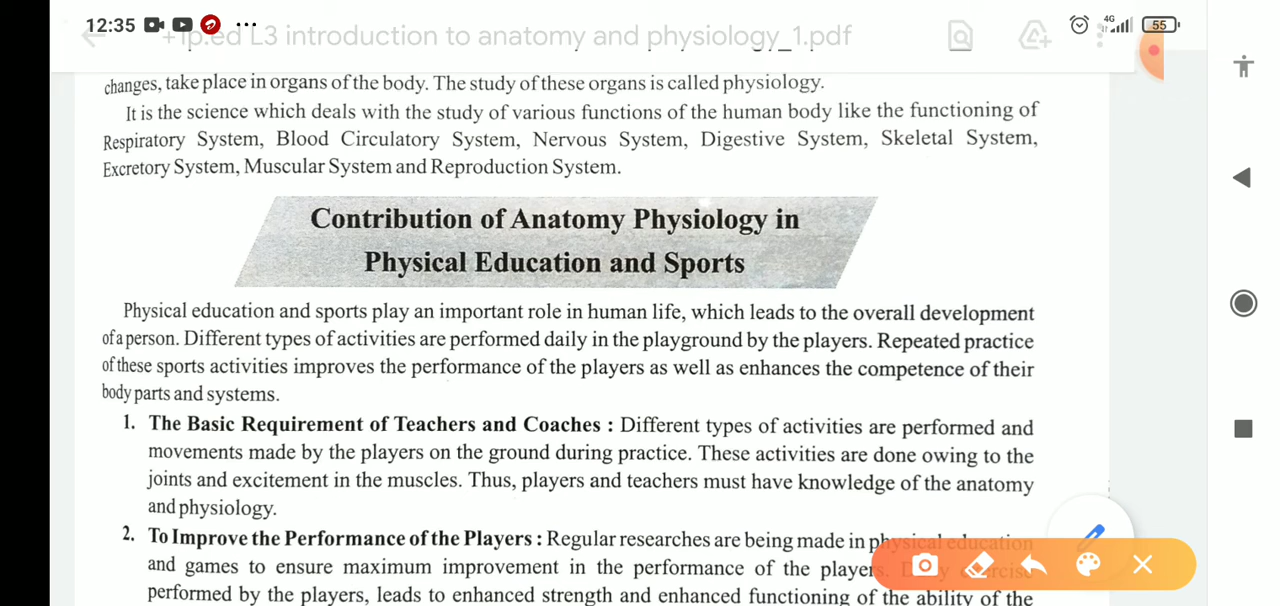 12:35
4G
55
+1p.ed L3 introduction to anatomy and physiology_1.pdf
changes, take place in organs of the body. The study of these organs is called physiology.
It is the science which deals with the study of various functions of the human body like the functioning of
Respiratory System, Blood Circulatory System, Nervous System, Digestive System, Skeletal System,
Excretory System, Muscular System and Reproduction System.
Contribution of Anatomy Physiology in
Physical Education and Sports
Physical education and sports play an important role in human life, which leads to the overall development
of a person. Different types of activities are performed daily in the playground by the players. Repeated practice
of these sports activities improves the performance of the players as well as enhances the competence of their
body parts and systems.
1. The Basic Requirement of Teachers and Coaches : Different types of activities are performed and
movements made by the players on the ground during practice. These activities are done owing to the
joints and excitement in the muscles. Thus, players and teachers must have knowledge of the anatomy
and physiology.
2. To Improve the Performance of the Players : Regular researches are being made in physical education
and games to ensure maximum improvement in the performance of the players.
performed by the players, leads to enhanced strength and enhanced functioning of the ability of the